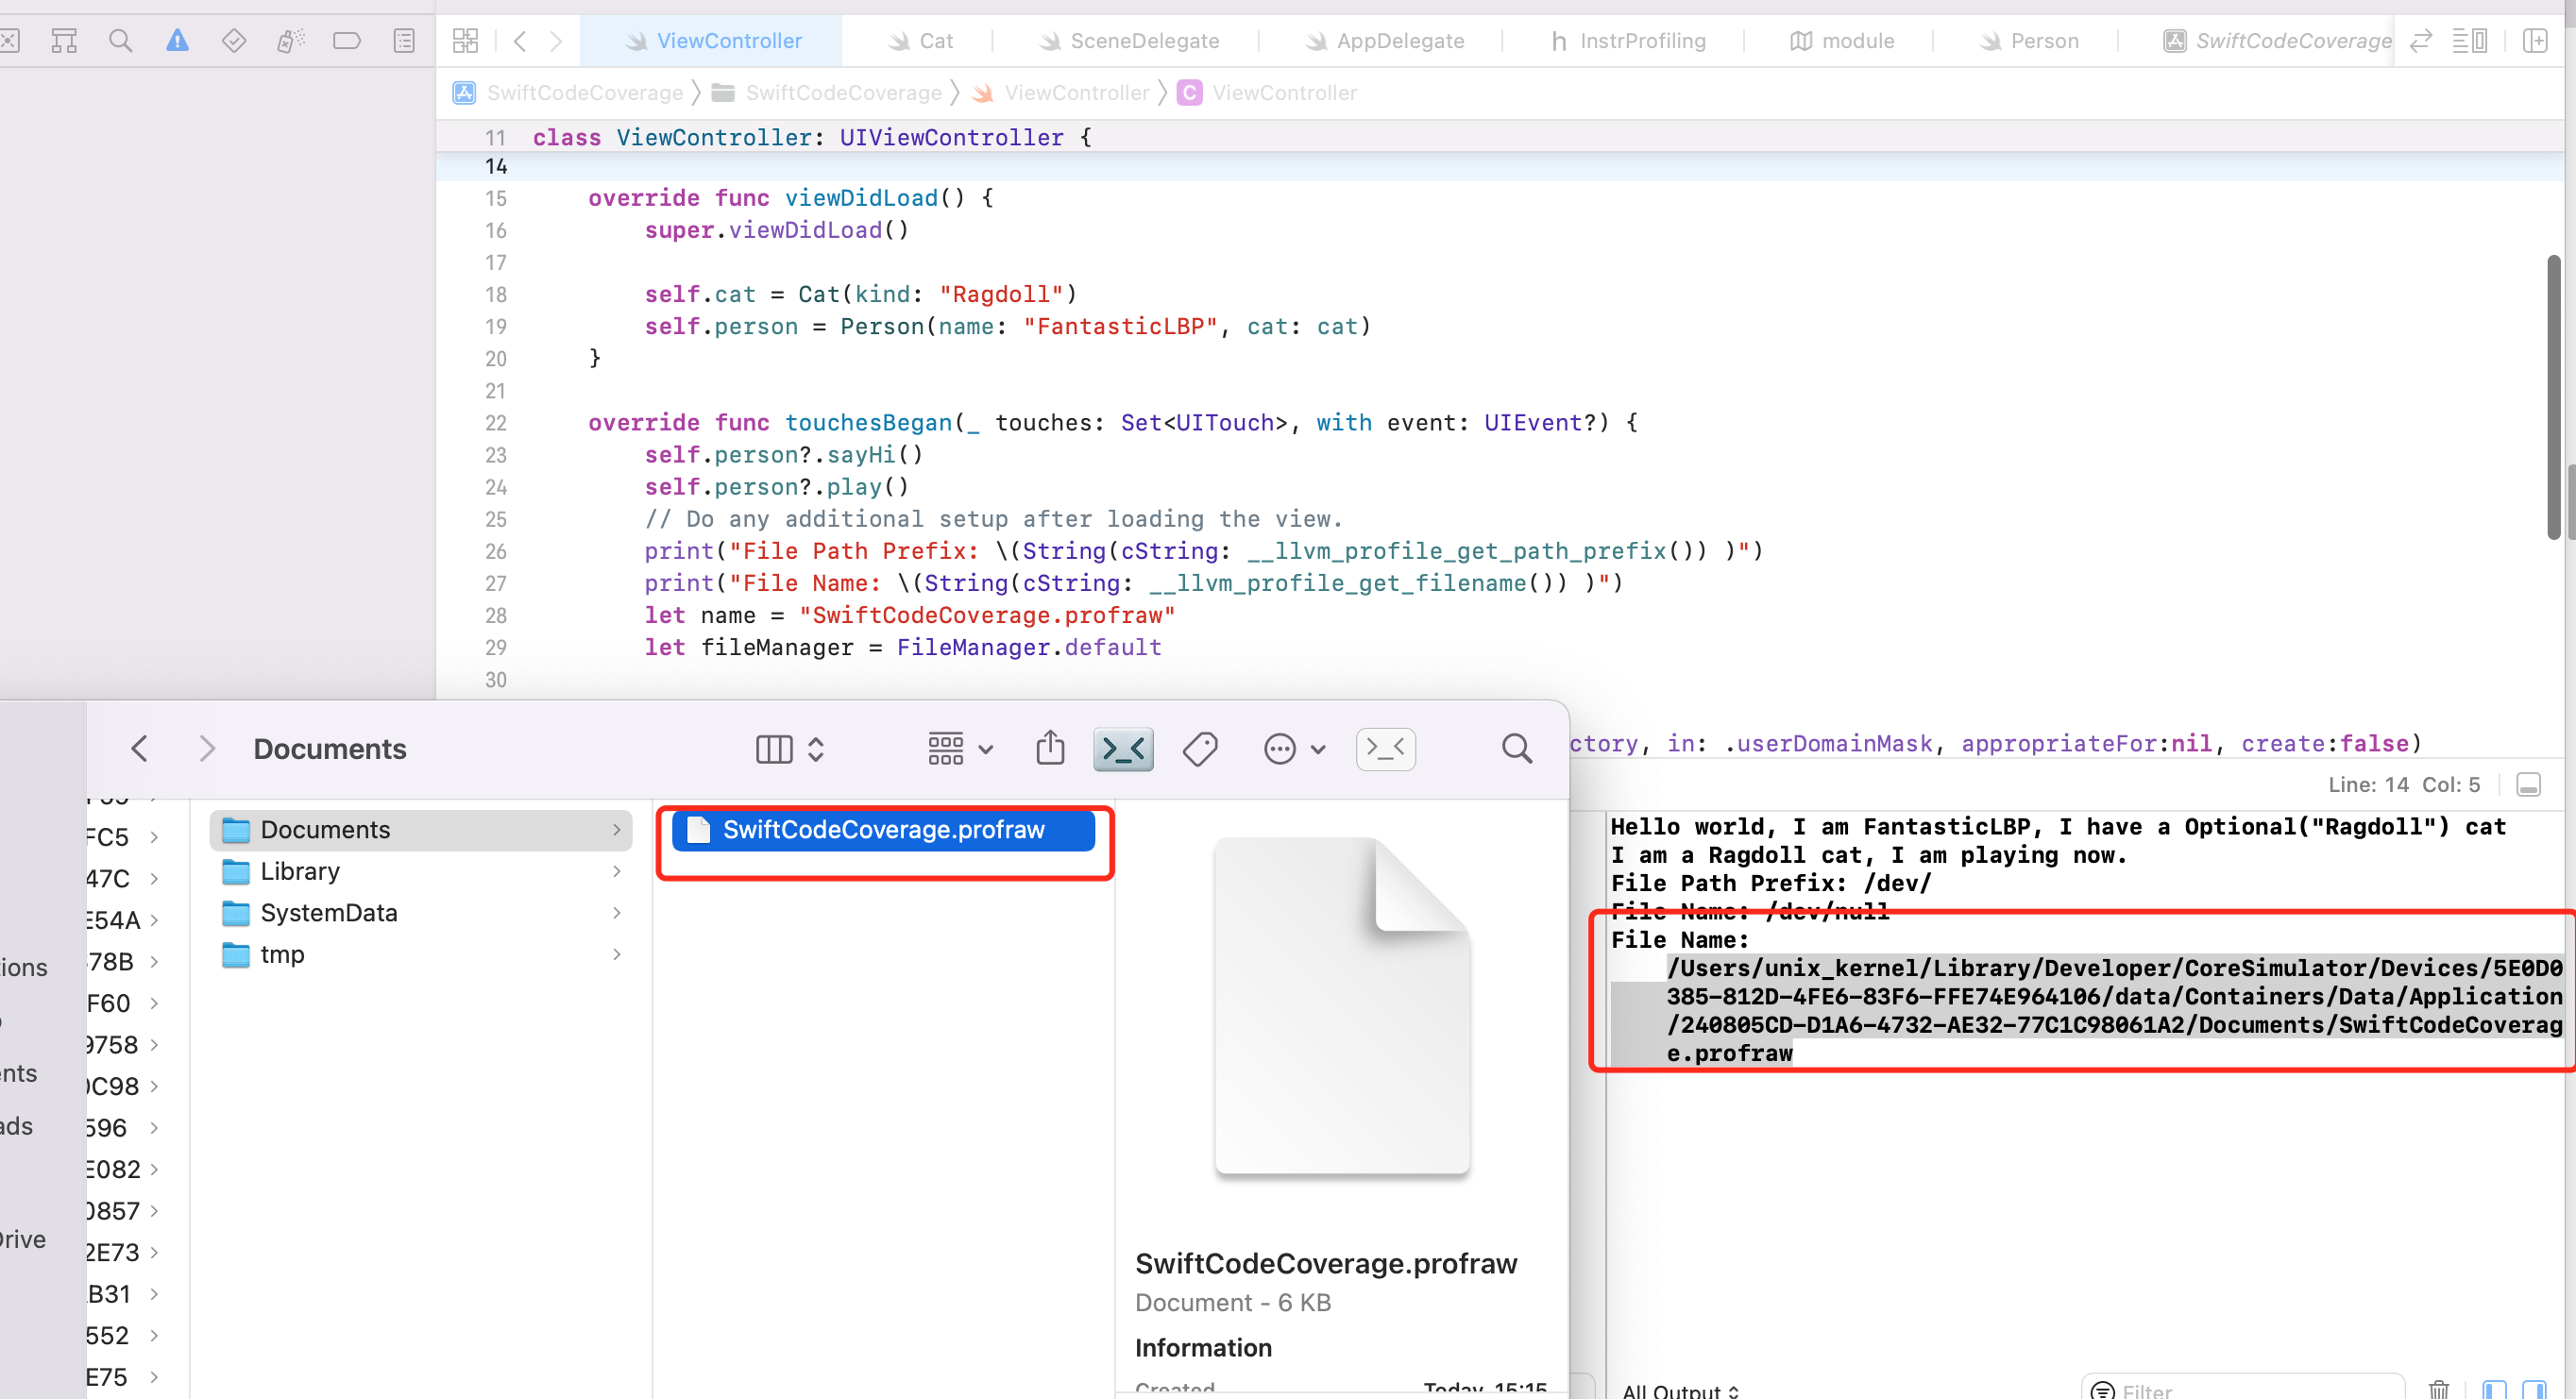 ViewController
Cat
SceneDelegate
AppDelegate
h InstrProfiling
module
Person
SwiftCodeCoverage
SwiftCodeCoverage
SwiftCodeCoverage
ViewController
C ViewController
11 class ViewController: UIViewController {
14
15 override func viewDidLoad() {
16 super.viewDidLoad()
17
18 self.cat = Cat(kind: "Ragdoll")
19 self.person = Person(name: "FantasticLBP", cat: cat)
20 }
21
22 override func touchesBegan(_ touches: Set<UITouch>, with event: UIEvent?) {
23 self.person?.sayHi()
24 self.person?.play()
25 // Do any additional setup after loading the view.
26 print("File Path Prefix: \(String(cString: __llvm_profile_get_path_prefix()) )")
27 print("File Name: \(String(cString: __llvm_profile_get_filename()) )")
28 let name = "SwiftCodeCoverage.profraw"
29 let fileManager = FileManager.default
30
ctory, in: .userDomainMask, appropriateFor:nil, create:false)
Line: 14 Col: 5
Documents
FC5
47C
E54A
78B
F60
9758
0C98
596
E082
0857
2E73
B31
552
E75
tions
nts
ads
Drive
Documents
Library
SystemData
tmp
SwiftCodeCoverage.profraw
SwiftCodeCoverage.profraw
Document - 6 KB
Information
Created Today, 15:15
Hello world, I am FantasticLBP, I have a Optional("Ragdoll") cat
I am a Ragdoll cat, I am playing now.
File Path Prefix: /dev/
File Name: /dev/null
File Name:
/Users/unix_kernel/Library/Developer/CoreSimulator/Devices/5E0D0
385-812D-4FE6-83F6-FFE74E964106/data/Containers/Data/Application
/240805CD-D1A6-4732-AE32-77C1C98061A2/Documents/SwiftCodeCoverag
e.profraw
All Output
Filter